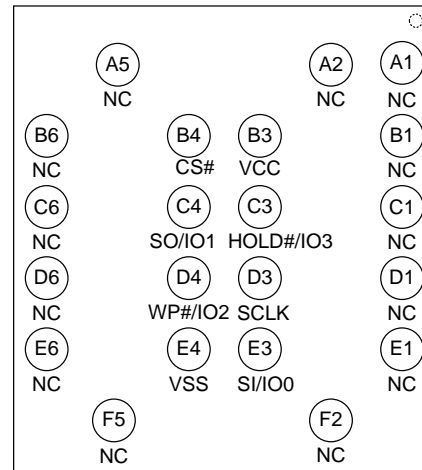 A5 A2 A1
NC NC NC
B6 B4 B3 B1
NC CS# VCC NC
C6 C4 C3 C1
NC SO/IO1 HOLD#/IO3 NC
D6 D4 D3 D1
NC WP#/IO2 SCLK NC
E6 E4 E3 E1
NC VSS SI/IO0 NC
F5 F2
NC NC